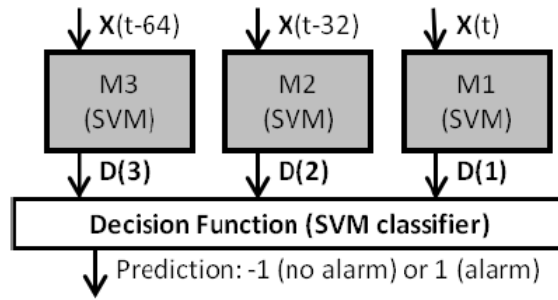 X(t-64) X(t-32) X(t)
M3 M2 M1
(SVM) (SVM) (SVM)
D(3) D(2) D(1)
Decision Function (SVM classifier)
Prediction: -1 (no alarm) or 1 (alarm)